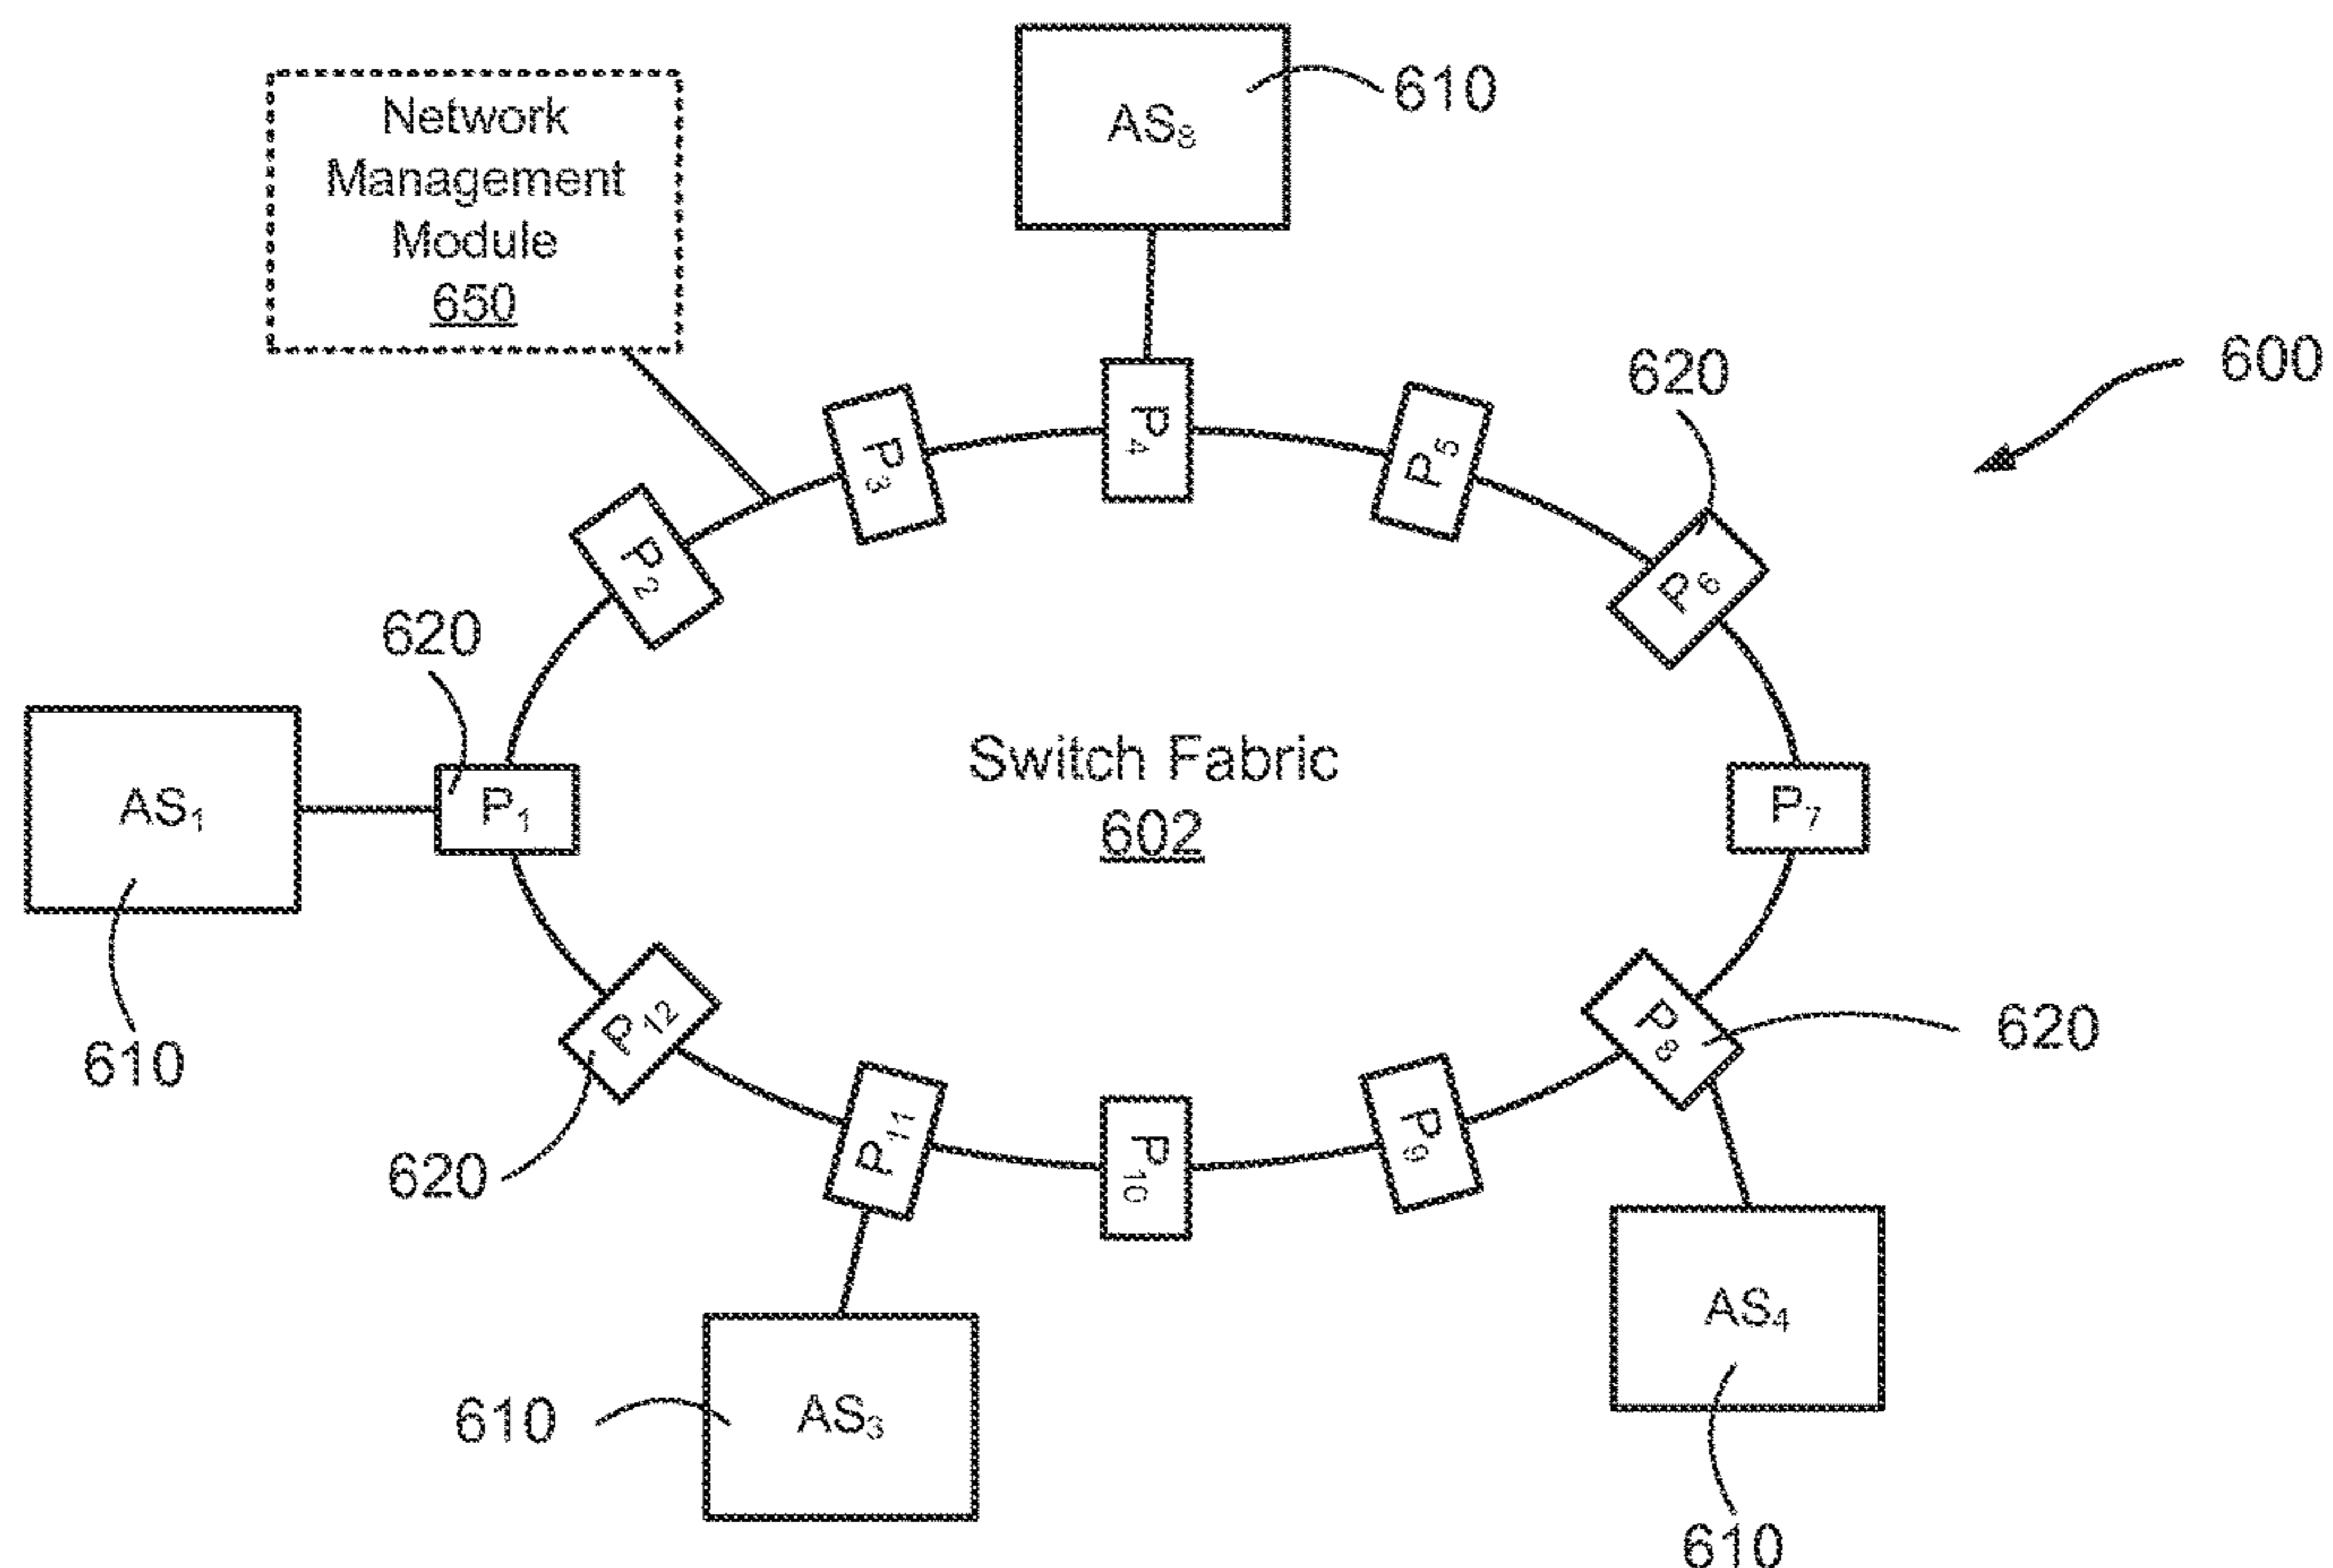 Network
Management
Module
650
AS₈
610
600
620
P₄
P₃
P₅
P₂
P₆
620
Switch Fabric
602
AS₁
P₁
P₇
610
P₁₂
P₈
620
620
P₁₁
P₁₀
P₉
AS₄
610
AS₃
610